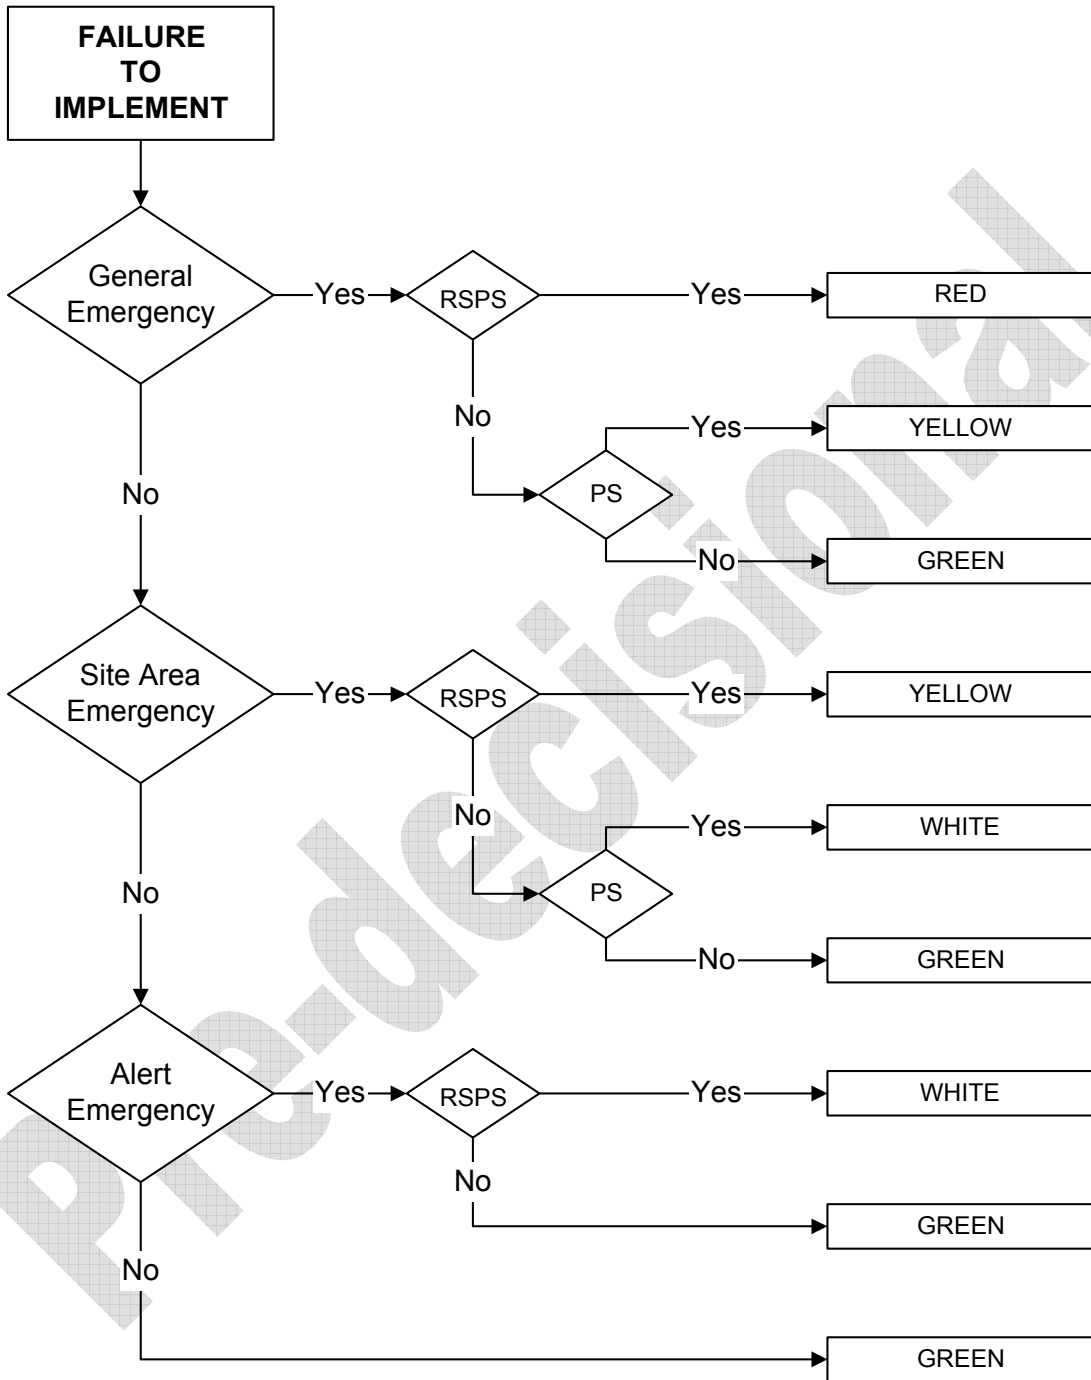 FAILURE
TO
IMPLEMENT
General
Emergency
Yes
RSPS
Yes
RED
No
Yes
YELLOW
No
PS
No
GREEN
Site Area
Emergency
Yes
RSPS
Yes
YELLOW
No
Yes
WHITE
No
PS
No
GREEN
Alert
Emergency
Yes
RSPS
Yes
WHITE
No
GREEN
No
GREEN
Pre-decisional